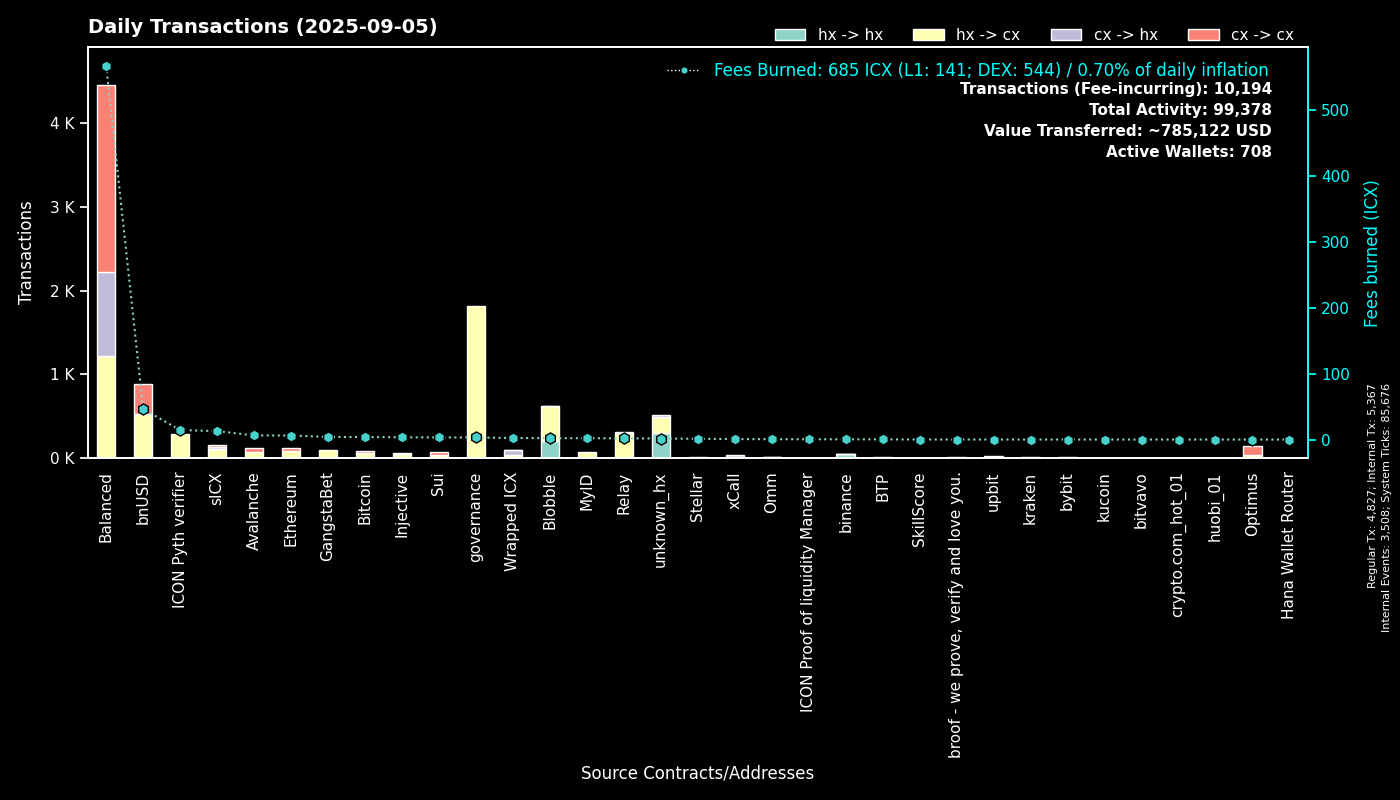 Daily Transactions (2025-09-05)
hx -> hx
hx -> cx
cx -> hx
cx -> cx
Fees Burned: 685 ICX (L1: 141; DEX: 544) / 0.70% of daily inflation
Transactions (Fee-incurring): 10,194
Total Activity: 99,378
Value Transferred: ~785,122 USD
Active Wallets: 708
Transactions
4 K
3 K
2 K
1 K
0 K
500
400
300
200
100
0
Fees burned (ICX)
Regular Tx: 4,827; Internal Tx: 5,367
Internal Events: 3,508; System Ticks: 85,676
Balanced
bnUSD
ICON Pyth verifier
sICX
Avalanche
Ethereum
GangstaBet
Bitcoin
Injective
Sui
governance
Wrapped ICX
Blobble
MyID
Relay
unknown_hx
Stellar
xCall
Omm
ICON Proof of liquidity Manager
binance
BTP
SkillScore
broof - we prove, verify and love you.
upbit
kraken
bybit
kucoin
bitvavo
crypto.com_hot_01
huobi_01
Optimus
Hana Wallet Router
Source Contracts/Addresses